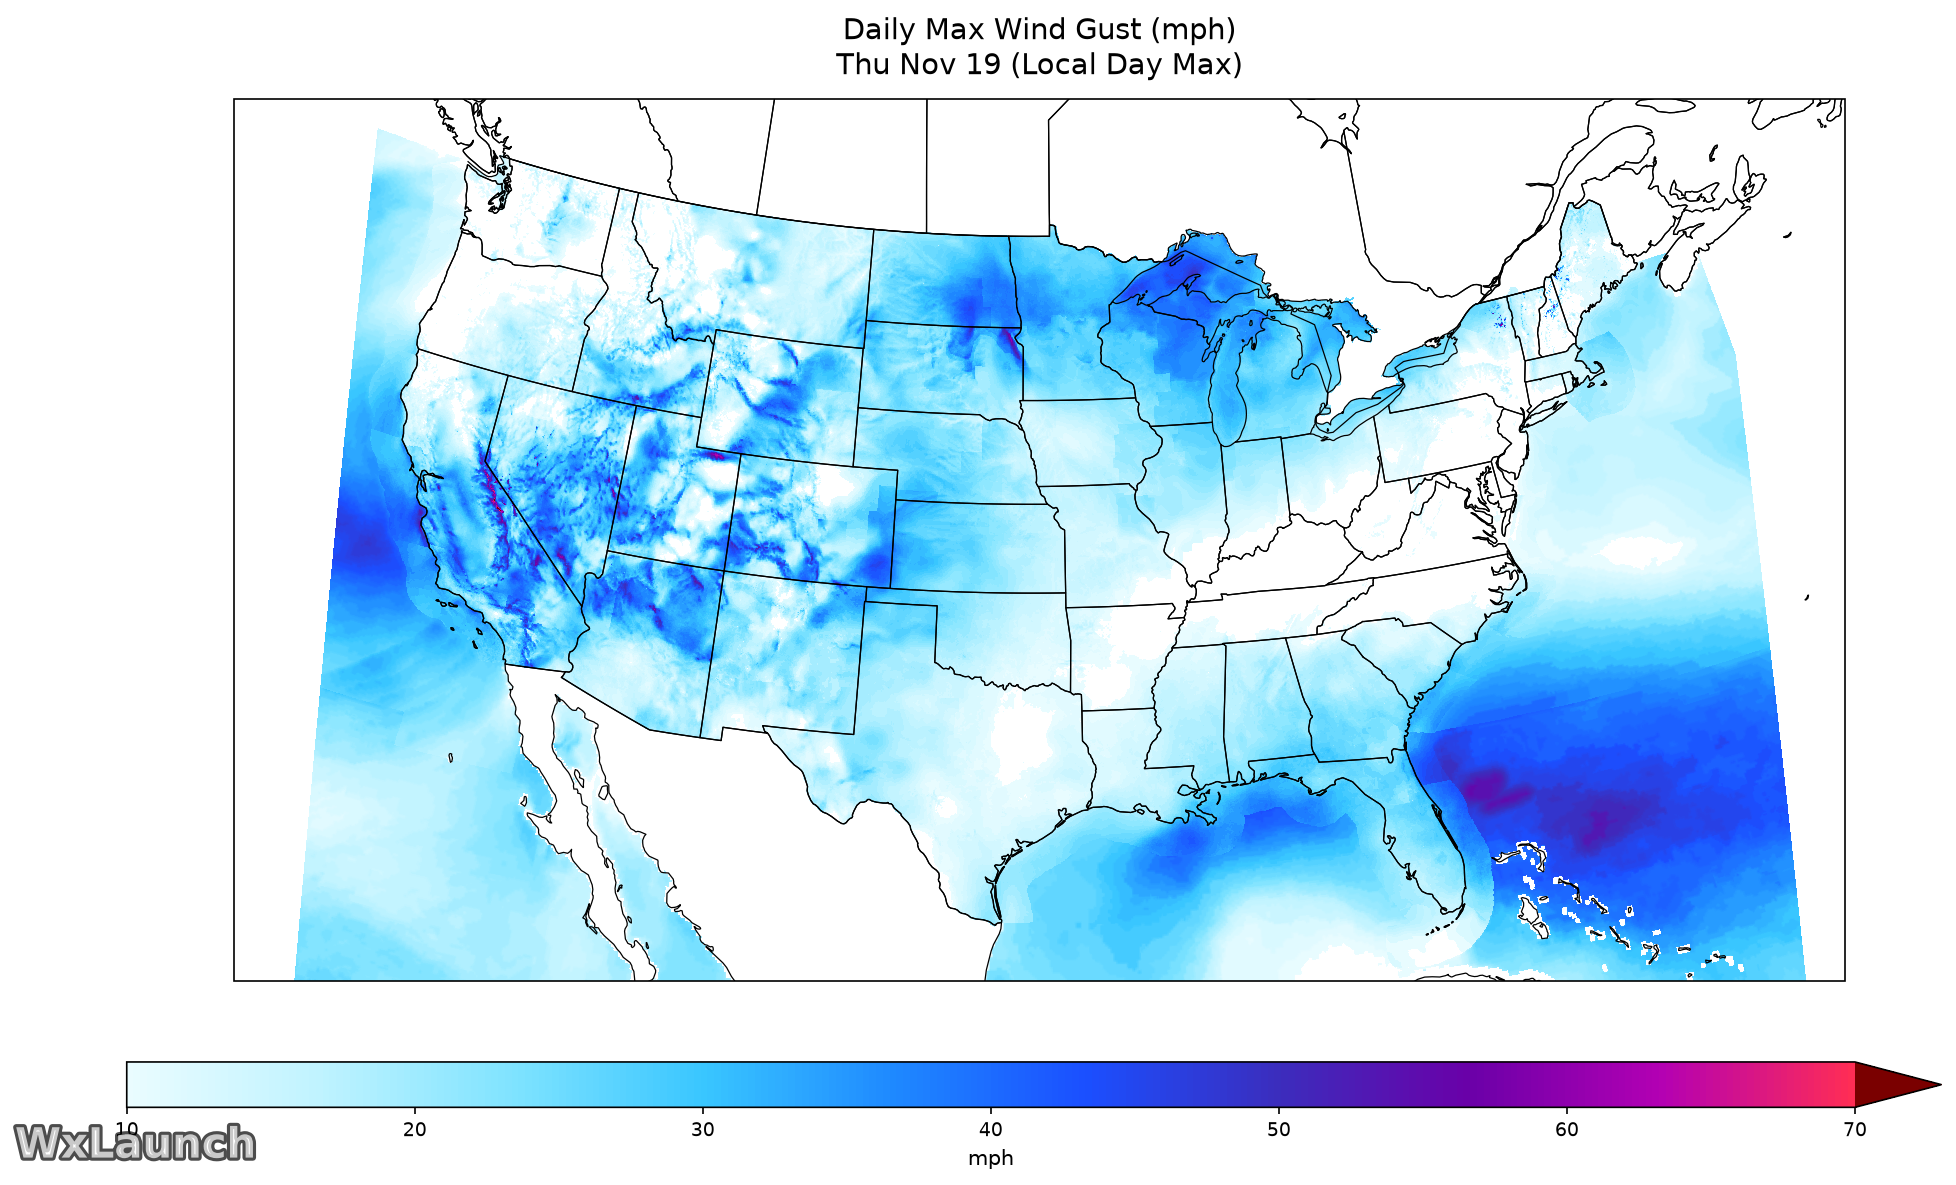 Daily Max Wind Gust (mph)
Thu Nov 19 (Local Day Max)
10 20 30 40 50 60 70
mph
WxLaunch